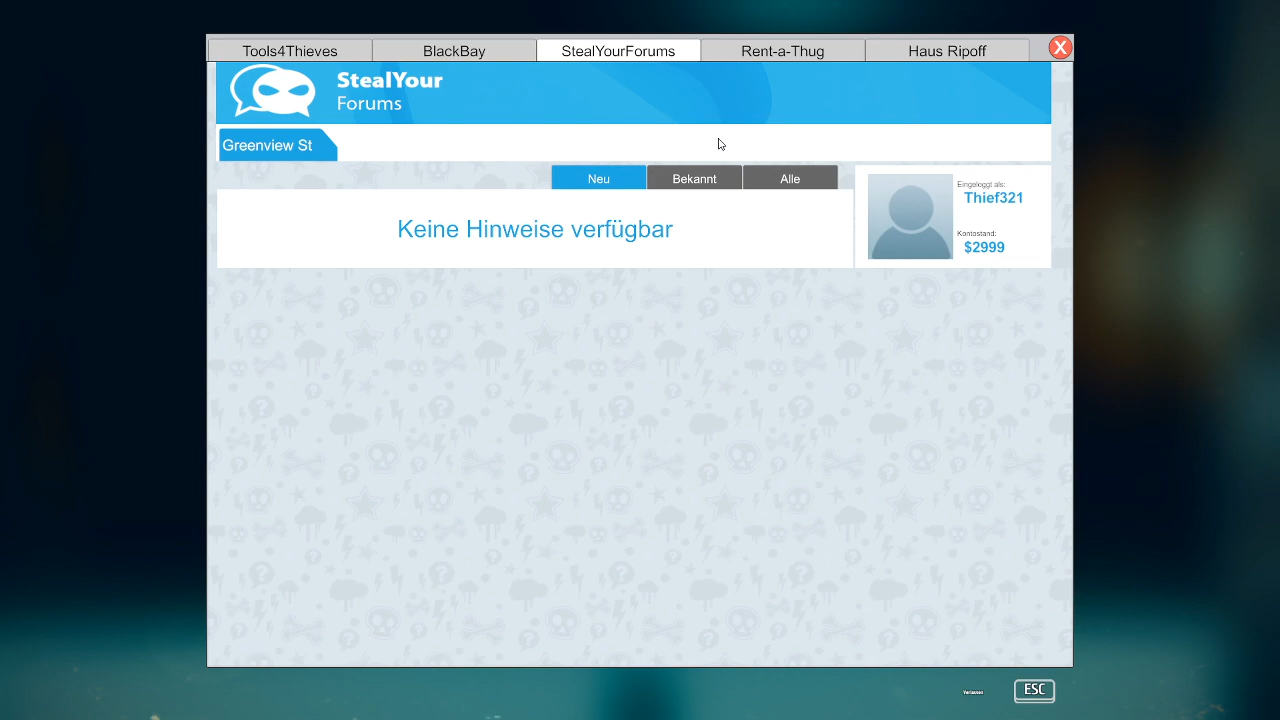 Tools4Thieves
BlackBay
StealYourForums
Rent-a-Thug
Haus Ripoff
X
StealYour
Forums
Greenview St
Neu
Bekannt
Alle
Keine Hinweise verfügbar
Eingeloggt als:
Thief321
Kontostand:
$2999
Verlassen
ESC